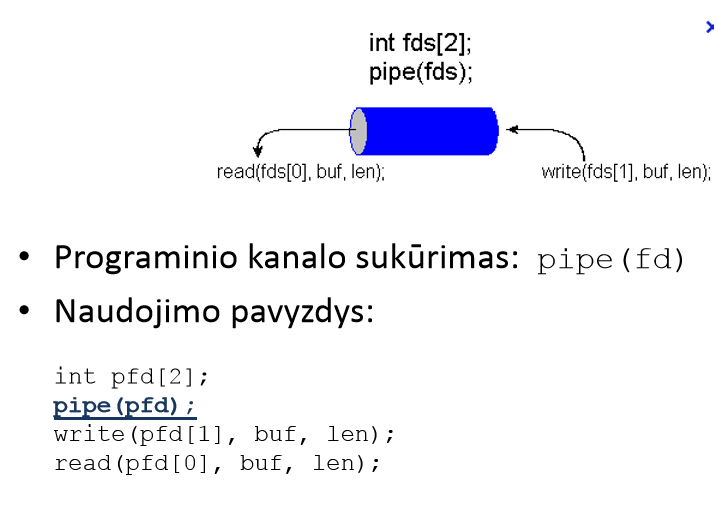 int fds[2];
pipe(fds);
read(fds[0], buf, len);
write(fds[1], buf, len);
• Programinio kanalo sukūrimas: pipe(fd)
• Naudojimo pavyzdys:
int pfd[2];
pipe(pfd);
write(pfd[1], buf, len);
read(pfd[0], buf, len);